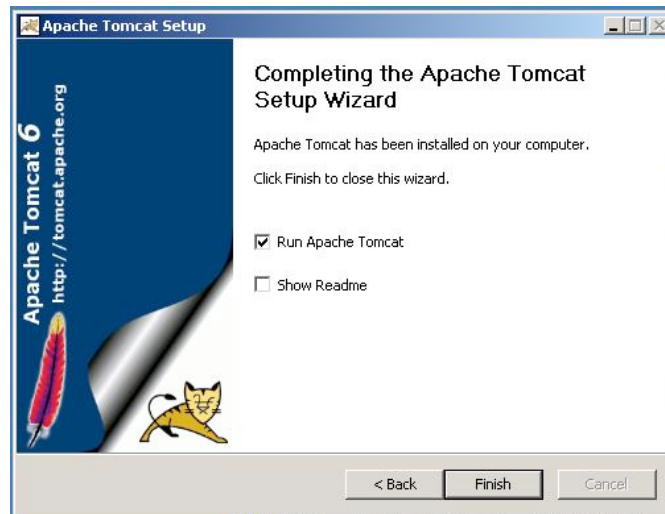 Apache Tomcat Setup
Apache Tomcat 6
http://tomcat.apache.org
Completing the Apache Tomcat
Setup Wizard
Apache Tomcat has been installed on your computer.
Click Finish to close this wizard.
Run Apache Tomcat
Show Readme
< Back
Finish
Cancel